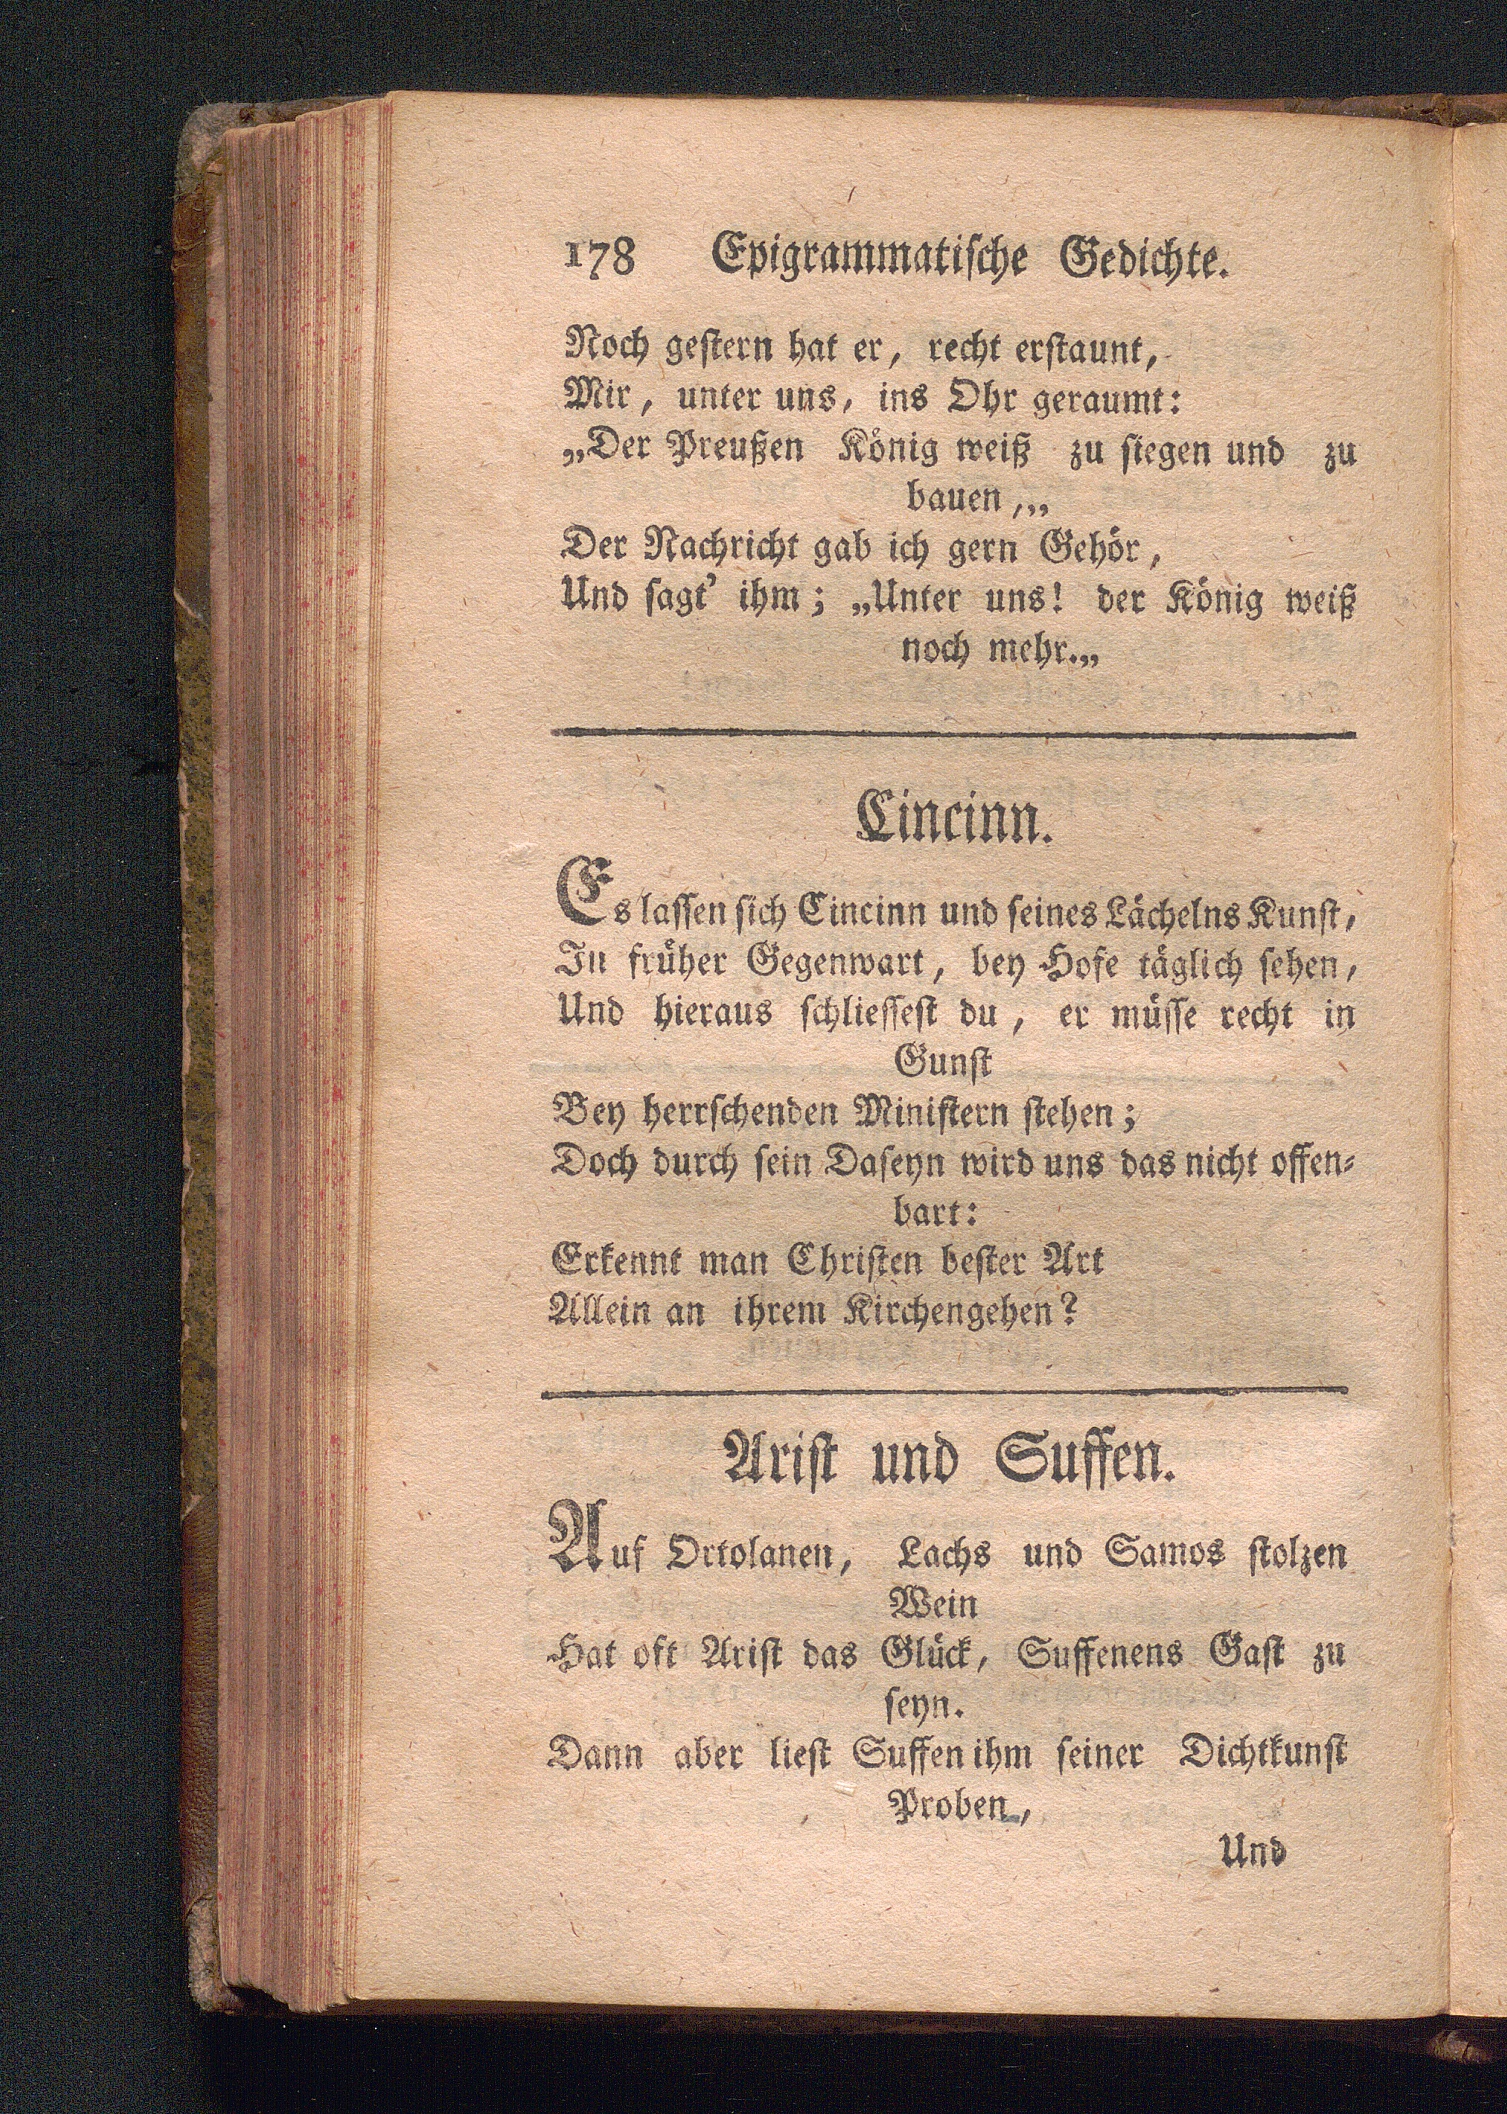 178 Epigrammatische Gedichte.
Noch gestern hat er, recht erstaunt,
Mir, unter uns, ins Ohr geraumt:
„Der Preußen König weiß zu siegen und zu
bauen,„
Der Nachricht gab ich gern Gehör,
Und sagt' ihm; „Unter uns! der König weiß
noch mehr.„
Cincinn.
Es lassen sich Cincinn und seines Lächelns Kunst,
In früher Gegenwart, bey Hofe täglich sehen,
Und hieraus schliessest du, er müsse recht in
Gunst
Bey herrschenden Ministern stehen;
Doch durch sein Daseyn wird uns das nicht offen-
bart:
Erkennt man Christen bester Art
Allein an ihrem Kirchengehen?
Arist und Suffen.
Auf Ortolanen, Lachs und Samos stolzen
Wein
Hat oft Arist das Glück, Suffenens Gast zu
seyn.
Dann aber liest Suffen ihm seiner Dichtkunst
Proben,
Und